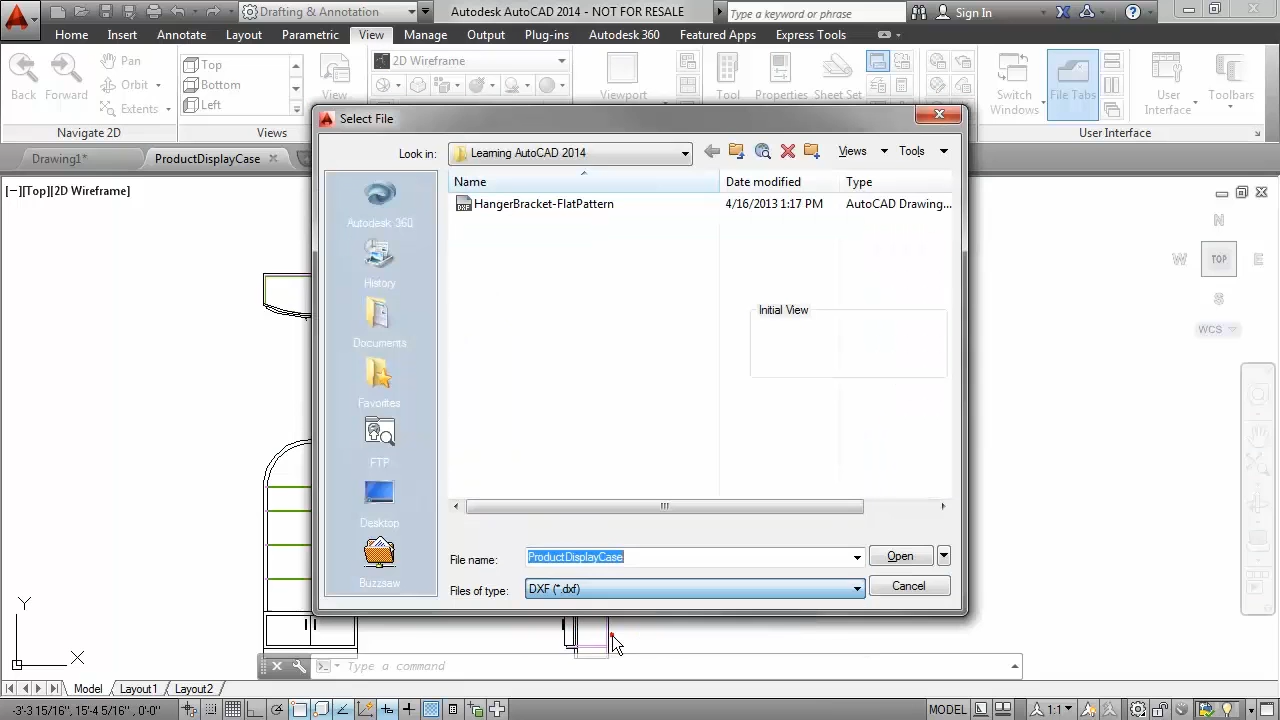 Drafting & Annotation
Autodesk AutoCAD 2014 - NOT FOR RESALE
Type a keyword or phrase
Sign In
Home Insert Annotate Layout Parametric View Manage Output Plug-ins Autodesk 360 Featured Apps Express Tools
Back
Forward
Pan
Orbit
Extents
Navigate 2D
Top
Bottom
Left
Views
View
2D Wireframe
Viewport
Tool
Properties
Sheet Set
Switch
Windows
File Tabs
User
Interface
Toolbars
User Interface
Drawing1*
ProductDisplayCase
[−][Top][2D Wireframe]
Select File
Look in:
Learning AutoCAD 2014
Views
Tools
Name
Date modified
Type
HangerBracket-FlatPattern
4/16/2013 1:17 PM
AutoCAD Drawing...
Autodesk 360
History
Documents
Favorites
FTP
Desktop
Buzzsaw
Initial View
File name:
ProductDisplayCase
Open
Files of type:
DXF (*.dxf)
Cancel
N
W
TOP
E
S
WCS
Y
X
Type a command
Model
Layout1
Layout2
-3'-3 15/16", 15'-4 5/16" , 0'-0"
MODEL
1:1